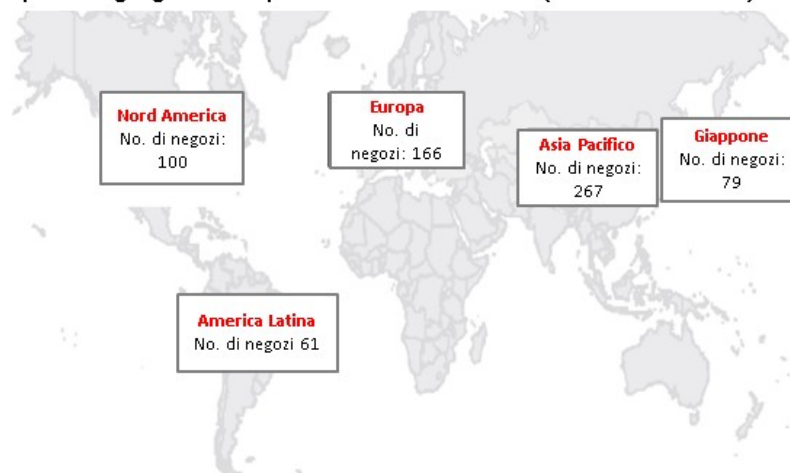 Nord America
No. di negozi:
100
Europa
No. di
negozi: 166
Asia Pacifico
No. di negozi:
267
Giappone
No. di negozi:
79
America Latina
No. di negozi 61